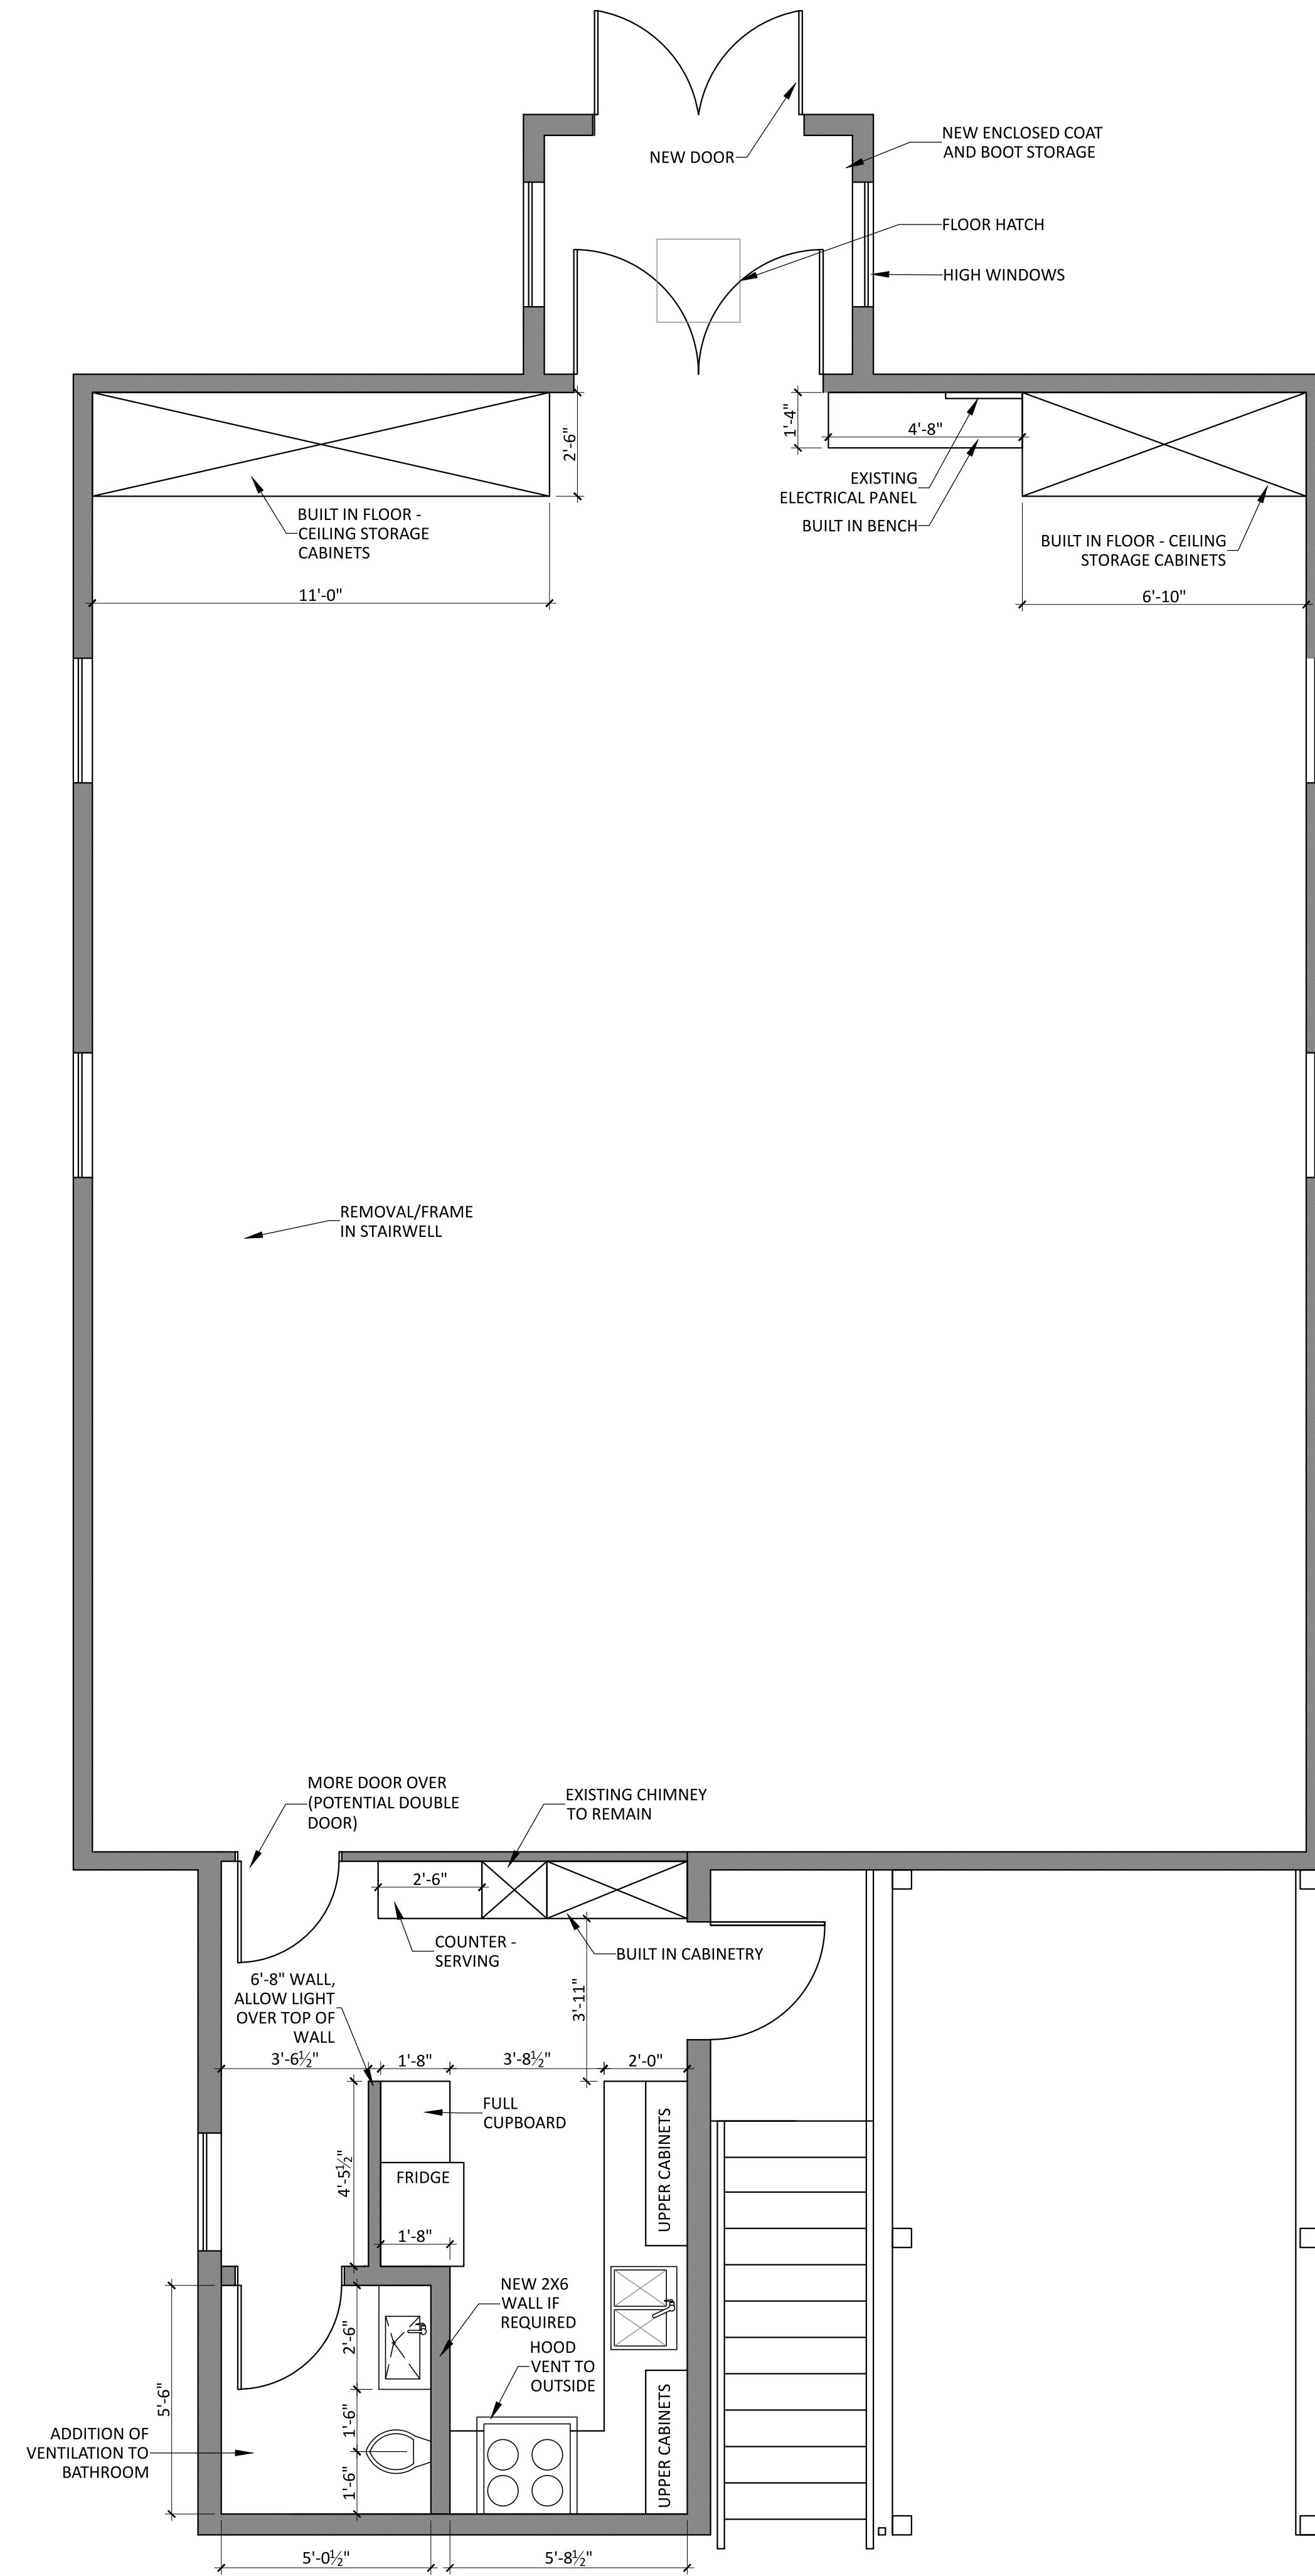 NEW DOOR
NEW ENCLOSED COAT
AND BOOT STORAGE
FLOOR HATCH
HIGH WINDOWS
2'-6"
1'-4"
4'-8"
EXISTING
ELECTRICAL PANEL
BUILT IN BENCH
BUILT IN FLOOR -
CEILING STORAGE
CABINETS
BUILT IN FLOOR - CEILING
STORAGE CABINETS
11'-0"
6'-10"
REMOVAL/FRAME
IN STAIRWELL
MORE DOOR OVER
(POTENTIAL DOUBLE
DOOR)
EXISTING CHIMNEY
TO REMAIN
2'-6"
COUNTER -
SERVING
BUILT IN CABINETRY
6'-8" WALL,
ALLOW LIGHT
OVER TOP OF
WALL
3'-11"
3'-6½"
1'-8"
3'-8½"
2'-0"
FULL
CUPBOARD
UPPER CABINETS
4'-5½"
FRIDGE
1'-8"
NEW 2X6
WALL IF
REQUIRED
HOOD
VENT TO
OUTSIDE
2'-6"
5'-6"
1'-6"
1'-6"
ADDITION OF
VENTILATION TO
BATHROOM
UPPER CABINETS
5'-0½"
5'-8½"